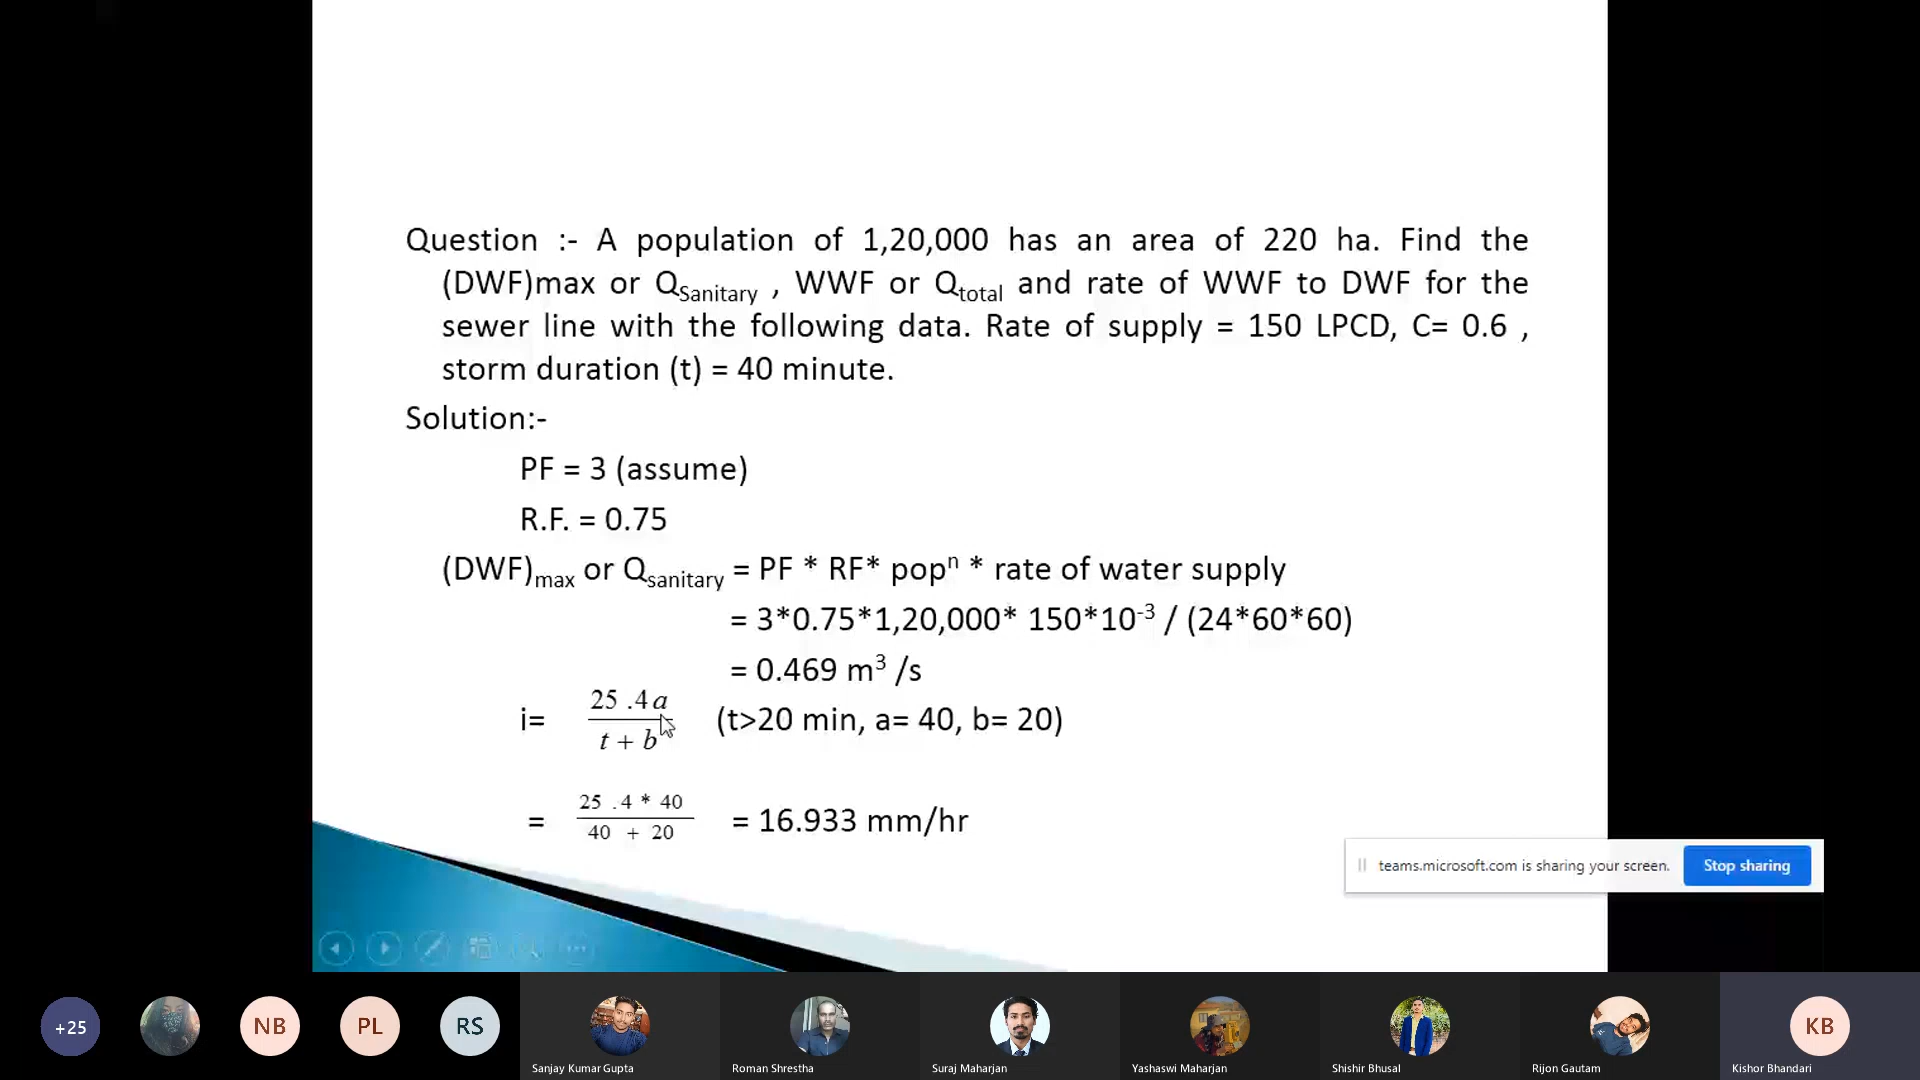 Question :- A population of 1,20,000 has an area of 220 ha. Find the
(DWF)max or QSanitary , WWF or Qtotal and rate of WWF to DWF for the
sewer line with the following data. Rate of supply = 150 LPCD, C= 0.6 ,
storm duration (t) = 40 minute.
Solution:-
PF = 3 (assume)
R.F. = 0.75
(DWF)max or Qsanitary = PF * RF* popⁿ * rate of water supply
= 3*0.75*1,20,000* 150*10⁻³ / (24*60*60)
= 0.469 m³ /s
i= 25 .4 a / t + b (t>20 min, a= 40, b= 20)
= 25 .4 * 40 / 40 + 20 = 16.933 mm/hr
teams.microsoft.com is sharing your screen. Stop sharing
+25 NB PL RS KB
Sanjay Kumar Gupta Roman Shrestha Suraj Maharjan Yashaswi Maharjan Shishir Bhusal Rijon Gautam Kishor Bhandari